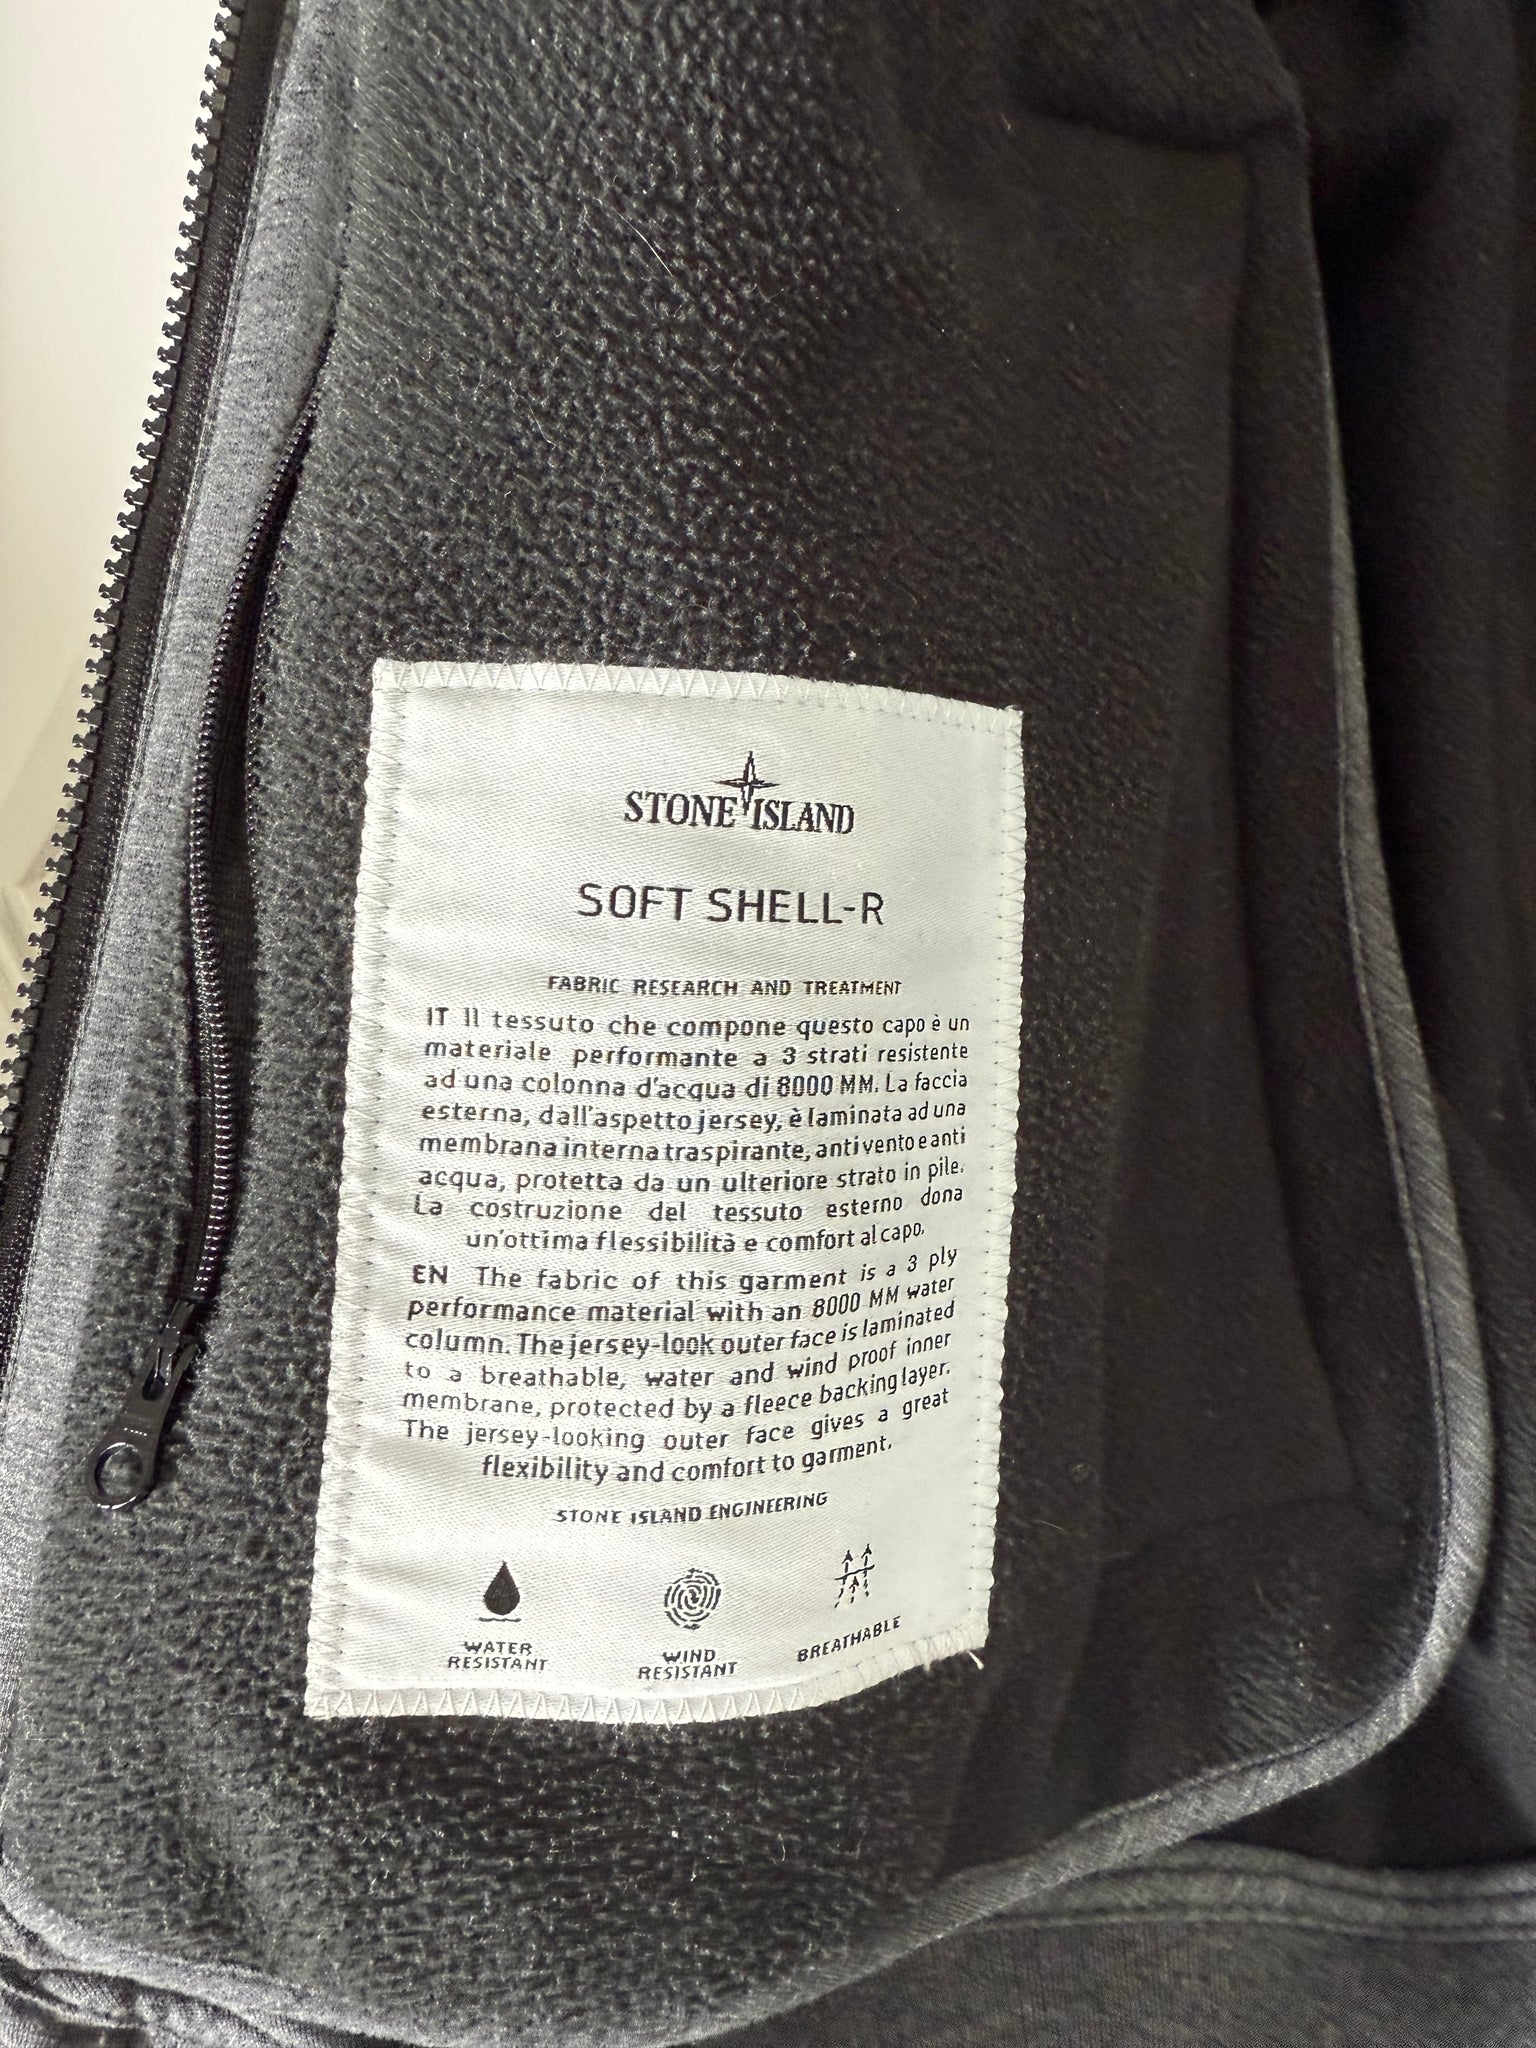 STONE ISLAND
SOFT SHELL-R
FABRIC RESEARCH AND TREATMENT
IT Il tessuto che compone questo capo è un
materiale performante a 3 strati resistente
ad una colonna d'acqua di 8000 MM. La faccia
esterna, dall'aspetto jersey, è laminata ad una
membrana interna traspirante, antivento e anti
acqua, protetta da un ulteriore strato in pile.
La costruzione del tessuto esterno dona
un'ottima flessibilità e comfort al capo.
EN The fabric of this garment is a 3 ply
performance material with an 8000 MM water
column. The jersey-look outer face is laminated
to a breathable, water and wind proof inner
membrane, protected by a fleece backing layer.
The jersey-looking outer face gives a great
flexibility and comfort to garment.
STONE ISLAND ENGINEERING
WATER
RESISTANT
WIND
RESISTANT
BREATHABLE